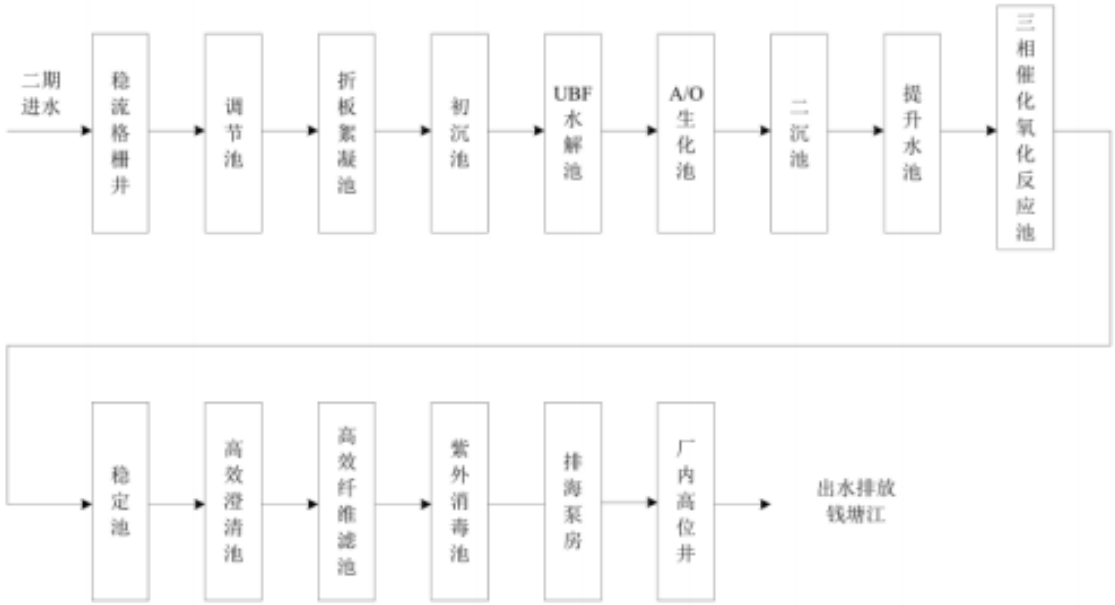 二期
进水
稳流格栅井
调节池
折板絮凝池
初沉池
UBF
水解池
A/O
生化池
二沉池
提升水池
三相催化氧化反应池
稳定池
高效澄清池
高效纤维滤池
紫外消毒池
排海泵房
厂内高位井
出水排放
钱塘江